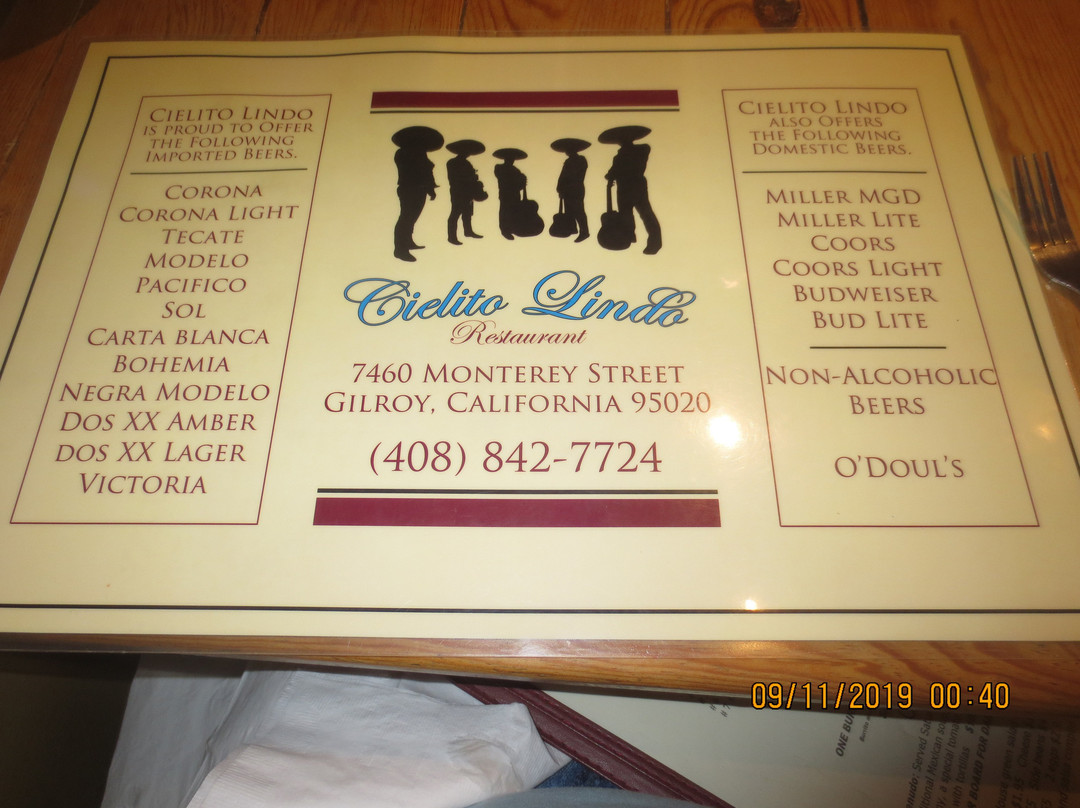 Cielito Lindo
is proud to Offer
the Following
Imported Beers.
Corona
Corona Light
Tecate
Modelo
Pacifico
Sol
Carta blanca
Bohemia
Negra Modelo
Dos XX Amber
dos XX Lager
Victoria
Cielito Lindo
Restaurant
7460 Monterey Street
Gilroy, California 95020
(408) 842-7724
Cielito Lindo
also Offers
the Following
Domestic Beers.
Miller MGD
Miller Lite
Coors
Coors Light
Budweiser
Bud Lite
Non-Alcoholic
Beers
O'Doul's
09/11/2019 00:40
ONE BU